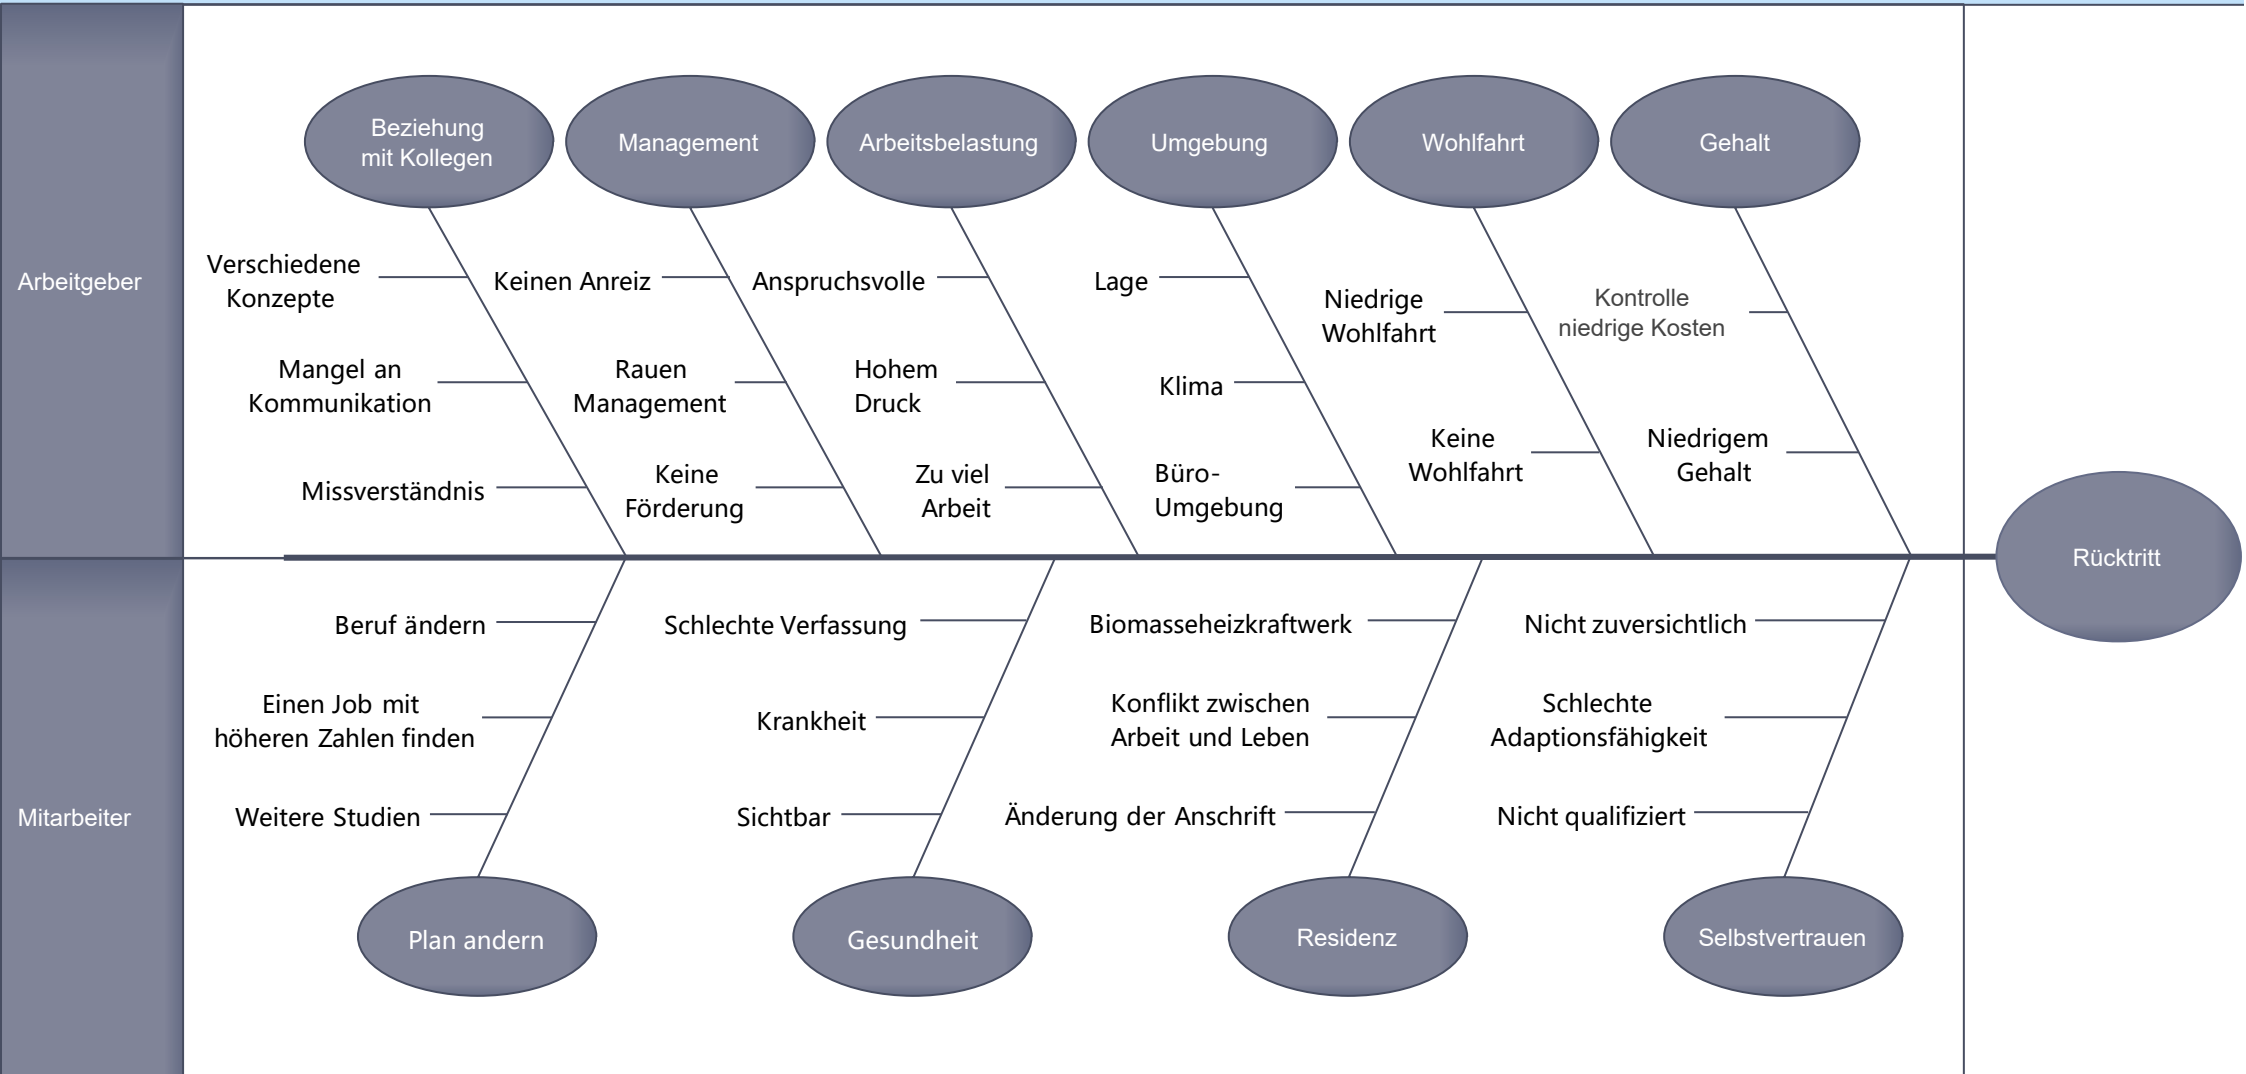 Arbeitgber
Beziehung
mit Kollegen
Management
Arbeitsbelastung
Umgebung
Wohlfahrt
Gehalt
Verschiedene
Konzepte
Mangel an
Kommunikation
Missverständnis
Keinen Anreiz
Rauen
Management
Keine
Förderung
Anspruchsvolle
Hohem
Druck
Zu viel
Arbeit
Lage
Klima
Büro-
Umgebung
Niedrige
Wohlfahrt
Keine
Wohlfahrt
Kontrolle
niedrige Kosten
Niedrigem
Gehalt
Rücktritt
Mitarbeiter
Beruf ändern
Einen Job mit
höheren Zahlen finden
Weitere Studien
Plan andern
Schlechte Verfassung
Krankheit
Sichtbar
Gesundheit
Biomasseheizkraftwerk
Konflikt zwischen
Arbeit und Leben
Änderung der Anschrift
Residenz
Nicht zuversichtlich
Schlechte
Adaptionsfähigkeit
Nicht qualifiziert
Selbstvertrauen